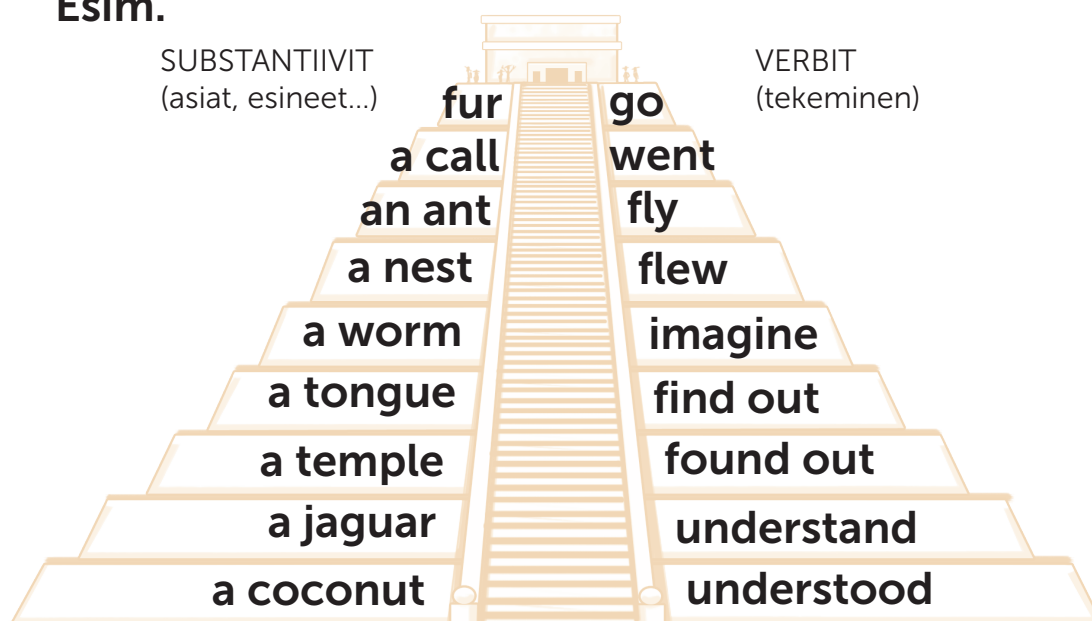 Esim.
SUBSTANTIIVIT
(asiat, esineet...)
VERBIT
(tekeminen)
fur
a call
an ant
a nest
a worm
a tongue
a temple
a jaguar
a coconut
go
went
fly
flew
imagine
find out
found out
understand
understood